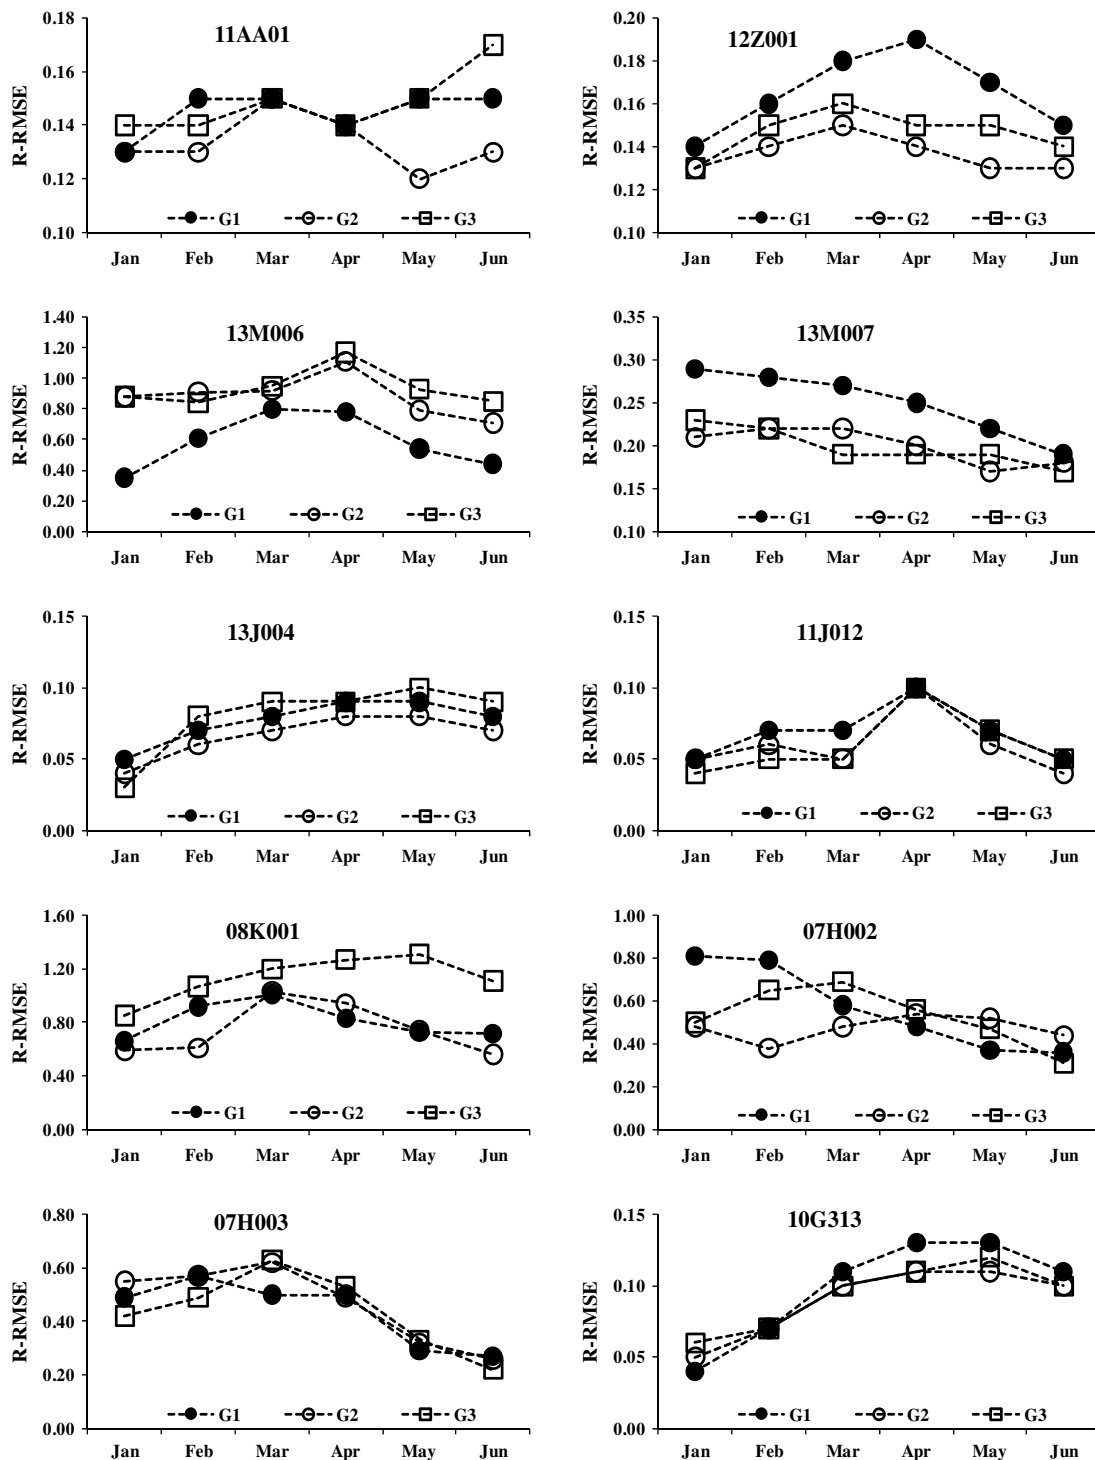 11AA01
R-RMSE
0.18
0.16
0.14
0.12
0.10
G1 G2 G3
Jan Feb Mar Apr May Jun
12Z001
R-RMSE
0.20
0.18
0.16
0.14
0.12
0.10
G1 G2 G3
Jan Feb Mar Apr May Jun
13M006
R-RMSE
1.40
1.20
1.00
0.80
0.60
0.40
0.20
0.00
G1 G2 G3
Jan Feb Mar Apr May Jun
13M007
R-RMSE
0.35
0.30
0.25
0.20
0.15
0.10
G1 G2 G3
Jan Feb Mar Apr May Jun
13J004
R-RMSE
0.15
0.10
0.05
0.00
G1 G2 G3
Jan Feb Mar Apr May Jun
11J012
R-RMSE
0.15
0.10
0.05
0.00
G1 G2 G3
Jan Feb Mar Apr May Jun
08K001
R-RMSE
1.60
1.20
0.80
0.40
0.00
G1 G2 G3
Jan Feb Mar Apr May Jun
07H002
R-RMSE
1.00
0.80
0.60
0.40
0.20
0.00
G1 G2 G3
Jan Feb Mar Apr May Jun
07H003
R-RMSE
0.80
0.60
0.40
0.20
0.00
G1 G2 G3
Jan Feb Mar Apr May Jun
10G313
R-RMSE
0.15
0.10
0.05
0.00
G1 G2 G3
Jan Feb Mar Apr May Jun